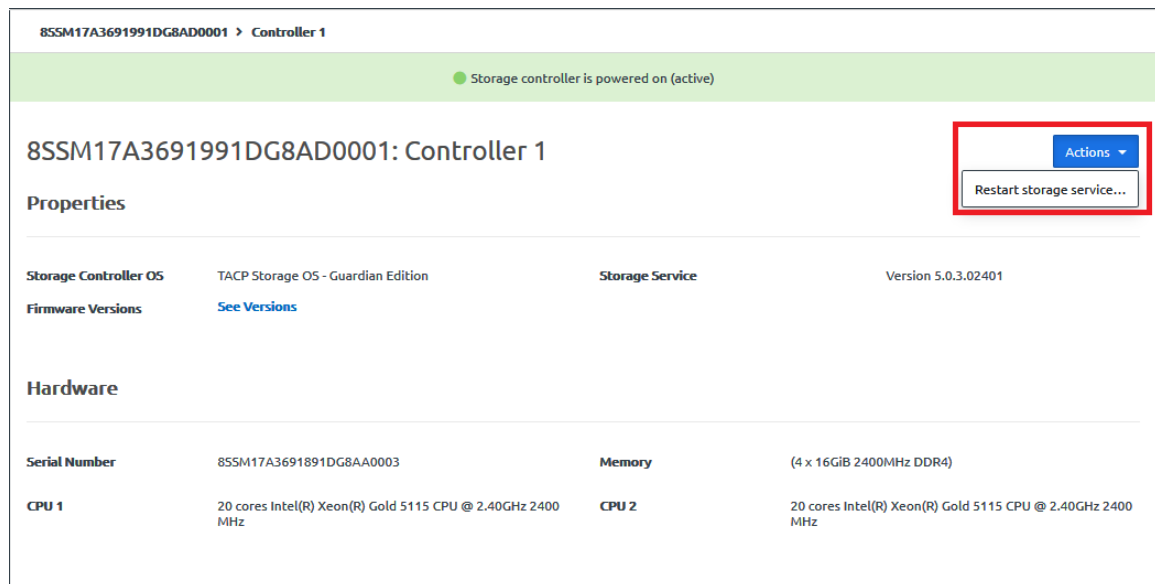 8SSM17A3691991DG8AD0001 > Controller 1
Storage controller is powered on (active)
8SSM17A3691991DG8AD0001: Controller 1
Actions
Restart storage service...
Properties
Storage Controller OS TACP Storage OS - Guardian Edition Storage Service Version 5.0.3.02401
Firmware Versions See Versions
Hardware
Serial Number 8SSM17A3691891DG8AA0003 Memory (4 x 16GiB 2400MHz DDR4)
CPU 1 20 cores Intel(R) Xeon(R) Gold 5115 CPU @ 2.40GHz 2400 CPU 2 20 cores Intel(R) Xeon(R) Gold 5115 CPU @ 2.40GHz 2400
MHz MHz